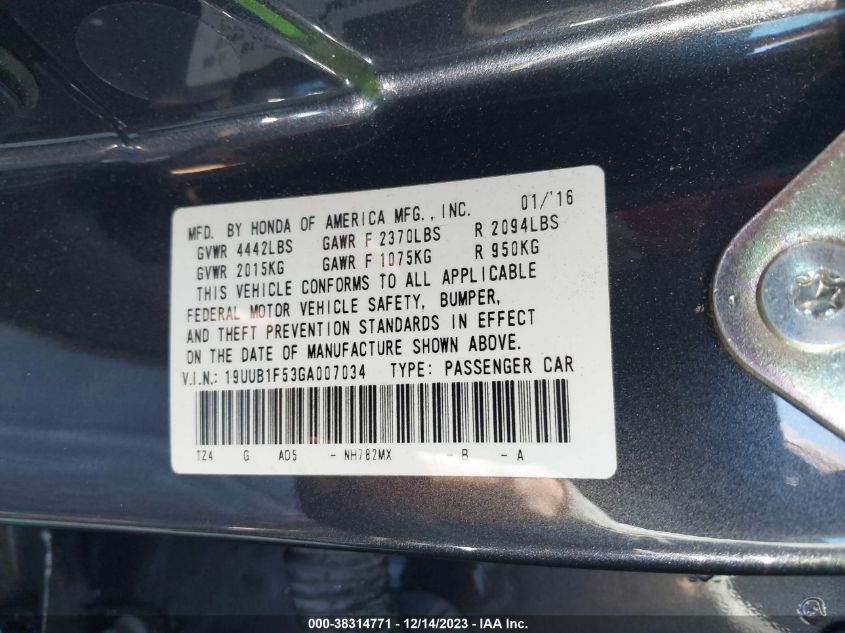 MFD. BY HONDA OF AMERICA MFG., INC. 01/'16
GVWR 4442LBS GAWR F 2370LBS R 2094LBS
GVWR 2015KG GAWR F 1075KG R 950KG
THIS VEHICLE CONFORMS TO ALL APPLICABLE
FEDERAL MOTOR VEHICLE SAFETY, BUMPER,
AND THEFT PREVENTION STANDARDS IN EFFECT
ON THE DATE OF MANUFACTURE SHOWN ABOVE.
V.I.N.: 19UUB1F53GA007034 TYPE: PASSENGER CAR
TZ4 G AD5 - NH782MX - B - A
000-38314771 - 12/14/2023 - IAA Inc.